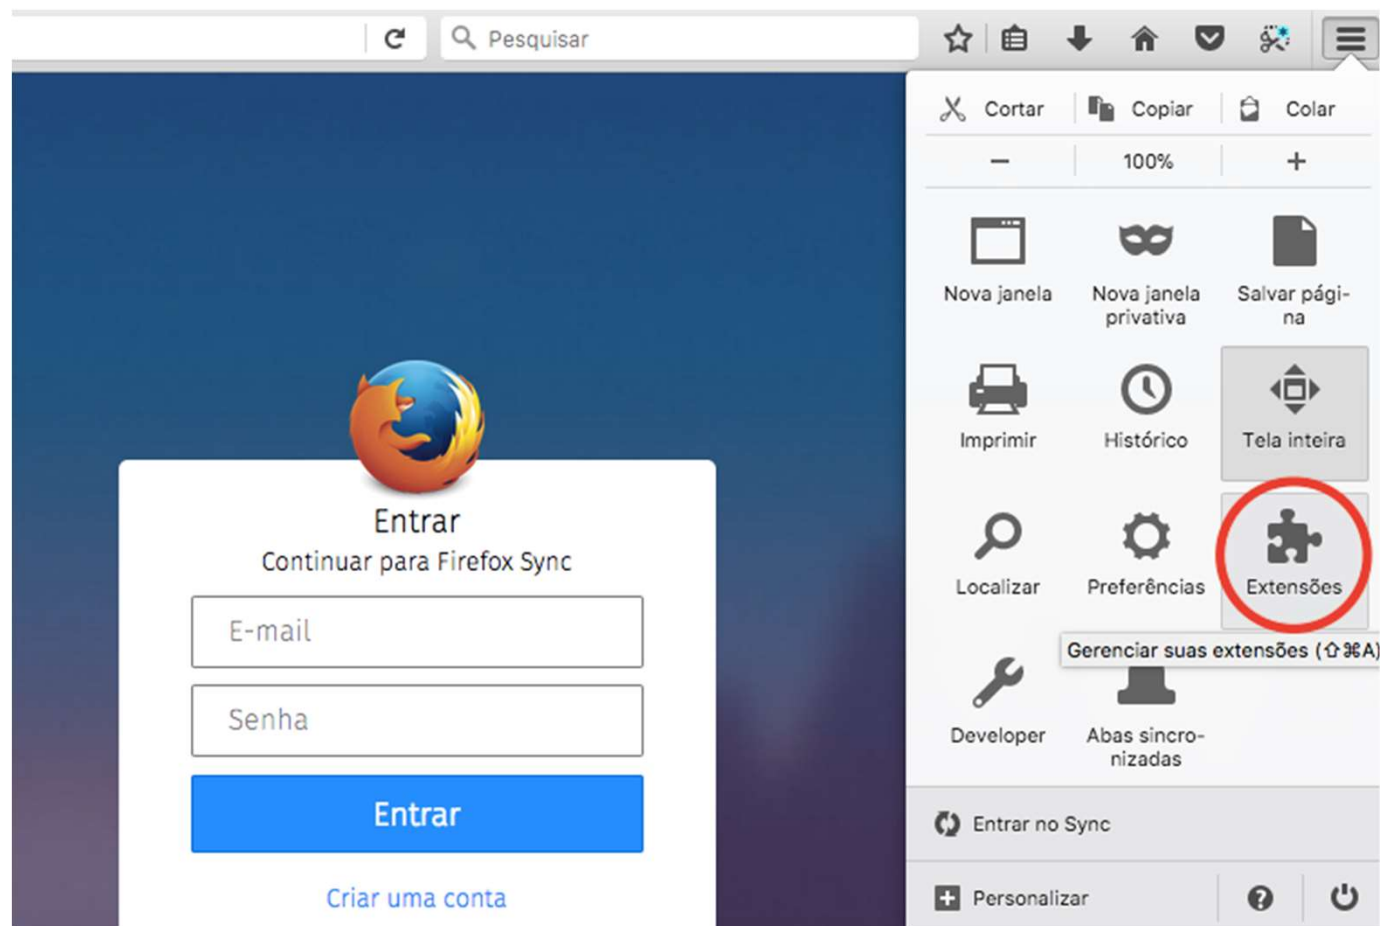 Pesquisar
Cortar
Copiar
Colar
−
100%
+
Nova janela
Nova janela
privativa
Salvar pági-
na
Imprimir
Histórico
Tela inteira
Localizar
Preferências
Extensões
Gerenciar suas extensões (⇧⌘A)
Developer
Abas sincro-
nizadas
Entrar no Sync
Personalizar
Entrar
Continuar para Firefox Sync
E-mail
Senha
Entrar
Criar uma conta